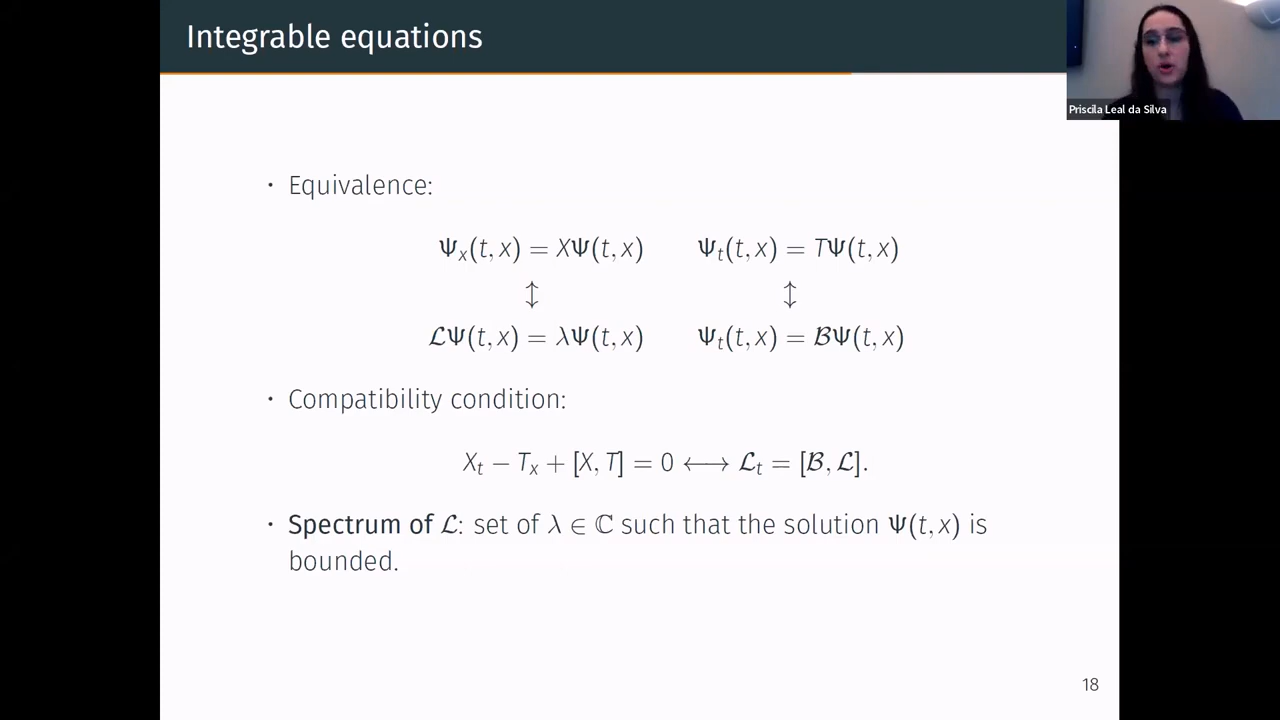 Integrable equations
Priscila Leal da Silva
· Equivalence:
Ψₓ(t, x) = XΨ(t, x) Ψₜ(t, x) = TΨ(t, x)
↕ ↕
ℒΨ(t, x) = λΨ(t, x) Ψₜ(t, x) = ℬΨ(t, x)
· Compatibility condition:
Xₜ − Tₓ + [X, T] = 0 ⟷ ℒₜ = [ℬ, ℒ].
· Spectrum of ℒ: set of λ ∈ ℂ such that the solution Ψ(t, x) is
bounded.
18